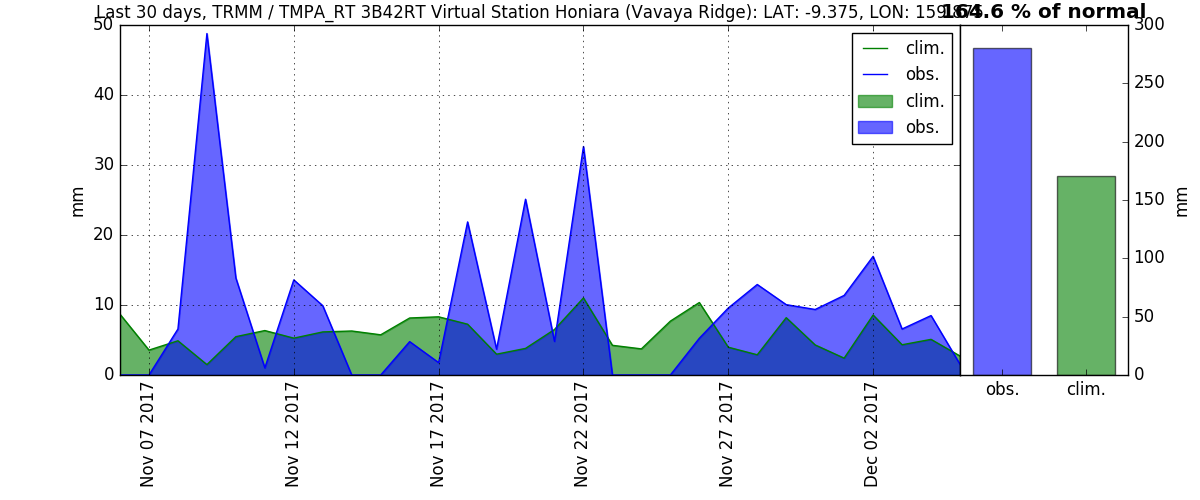 Last 30 days, TRMM / TMPA_RT 3B42RT Virtual Station Honiara (Vavaya Ridge): LAT: -9.375, LON: 159.875
164.6 % of normal
50
40
30
20
10
0
mm
clim.
obs.
clim.
obs.
300
250
200
150
100
50
0
mm
obs.
clim.
Nov 07 2017
Nov 12 2017
Nov 17 2017
Nov 22 2017
Nov 27 2017
Dec 02 2017